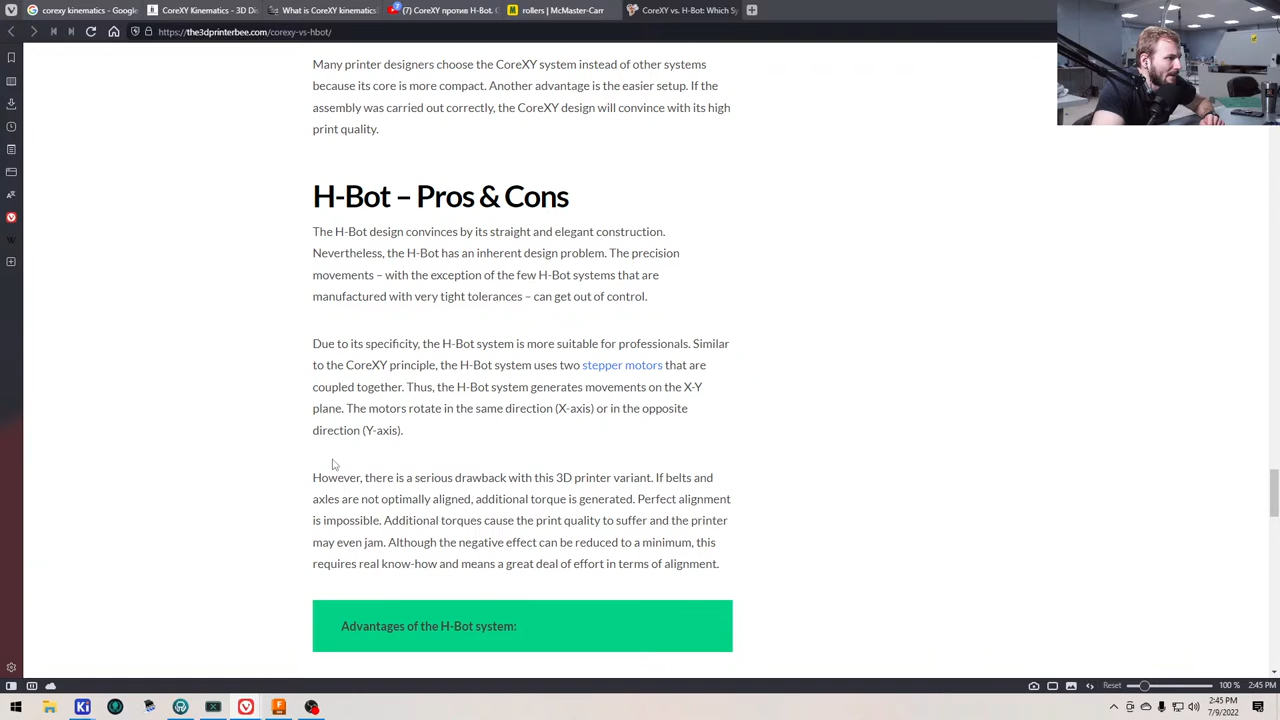 corexy kinematics - Google
CoreXY Kinematics - 3D Di
What is CoreXY kinematics
(7) CoreXY против H-Bot. C
rollers | McMaster-Carr
CoreXY vs. H-Bot: Which Sy
https://the3dprinterbee.com/corexy-vs-hbot/
Many printer designers choose the CoreXY system instead of other systems
because its core is more compact. Another advantage is the easier setup. If the
assembly was carried out correctly, the CoreXY design will convince with its high
print quality.
H-Bot – Pros & Cons
The H-Bot design convinces by its straight and elegant construction.
Nevertheless, the H-Bot has an inherent design problem. The precision
movements – with the exception of the few H-Bot systems that are
manufactured with very tight tolerances – can get out of control.
Due to its specificity, the H-Bot system is more suitable for professionals. Similar
to the CoreXY principle, the H-Bot system uses two stepper motors that are
coupled together. Thus, the H-Bot system generates movements on the X-Y
plane. The motors rotate in the same direction (X-axis) or in the opposite
direction (Y-axis).
However, there is a serious drawback with this 3D printer variant. If belts and
axles are not optimally aligned, additional torque is generated. Perfect alignment
is impossible. Additional torques cause the print quality to suffer and the printer
may even jam. Although the negative effect can be reduced to a minimum, this
requires real know-how and means a great deal of effort in terms of alignment.
Advantages of the H-Bot system:
Reset
100 %
2:45 PM
Ki
2:45 PM
7/9/2022